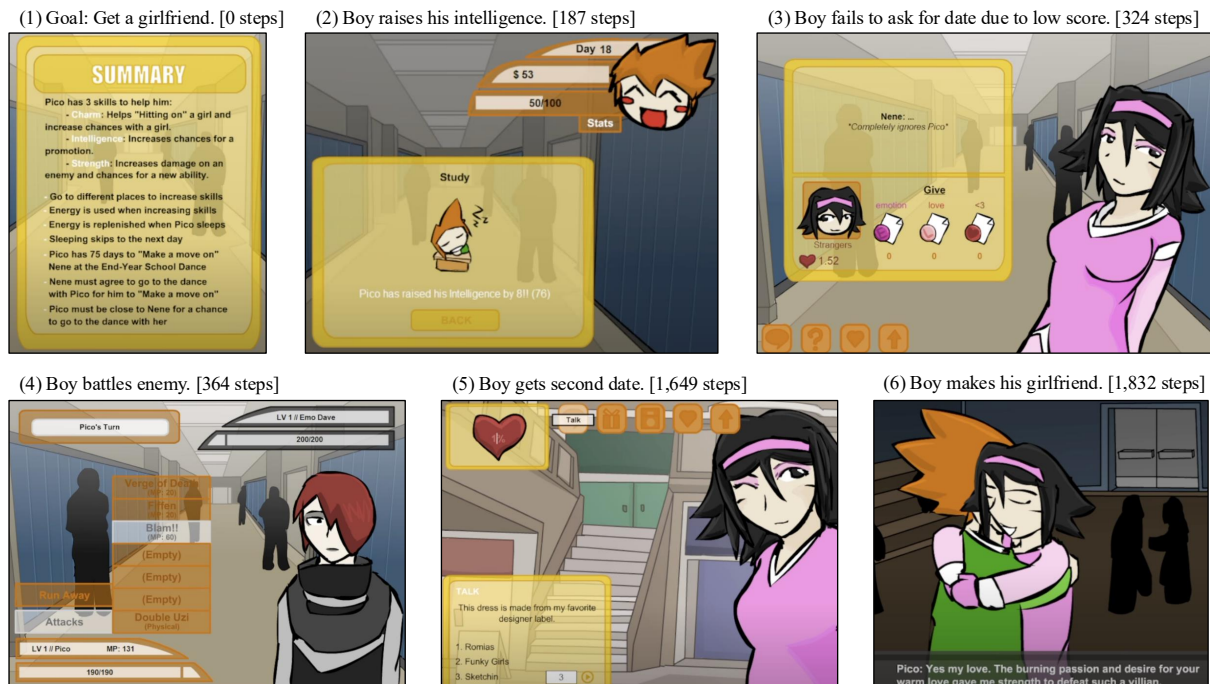 (1) Goal: Get a girlfriend. [0 steps]
(2) Boy raises his intelligence. [187 steps]
(3) Boy fails to ask for date due to low score. [324 steps]
SUMMARY
Pico has 3 skills to help him:
- Charm: Helps "Hitting on" a girl and
increase chances with a girl.
- Intelligence: Increases chances for a
promotion.
- Strength: Increases damage on an
enemy and chances for a new ability.
Go to different places to increase skills
Energy is used when increasing skills
Energy is replenished when Pico sleeps
Sleeping skips to the next day
Pico has 75 days to "Make a move on"
Nene at the End-Year School Dance
Nene must agree to go to the dance
with Pico for him to "Make a move on"
Pico must be close to Nene for a chance
to go to the dance with her
Day 18
$ 53
50/100
Stats
Study
Pico has raised his Intelligence by 8!! (76)
BACK
Nene: ...
*Completely ignores Pico*
Give
emotion love <3
Strangers
1.52
0 0 0
(4) Boy battles enemy. [364 steps]
(5) Boy gets second date. [1,649 steps]
(6) Boy makes his girlfriend. [1,832 steps]
Pico's Turn
LV 1 // Emo Dave
200/200
Verge of Death
(MP: 20)
(MP: 20)
Blam!!
(MP: 60)
(Empty)
(Empty)
(Empty)
Double Uzi
(Physical)
Run Away
Attacks
LV 1 // Pico MP: 131
190/190
Talk
TALK
This dress is made from my favorite
designer label.
1. Romias
2. Funky Girls
3. Sketchin
3
Pico: Yes my love. The burning passion and desire for your
warm love gave me strength to defeat such a villian.